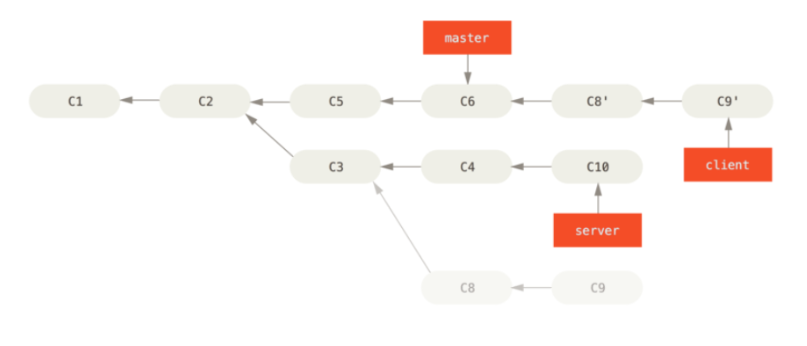 master
C1 C2 C5 C6 C8' C9'
C3 C4 C10 client
server
C8 C9